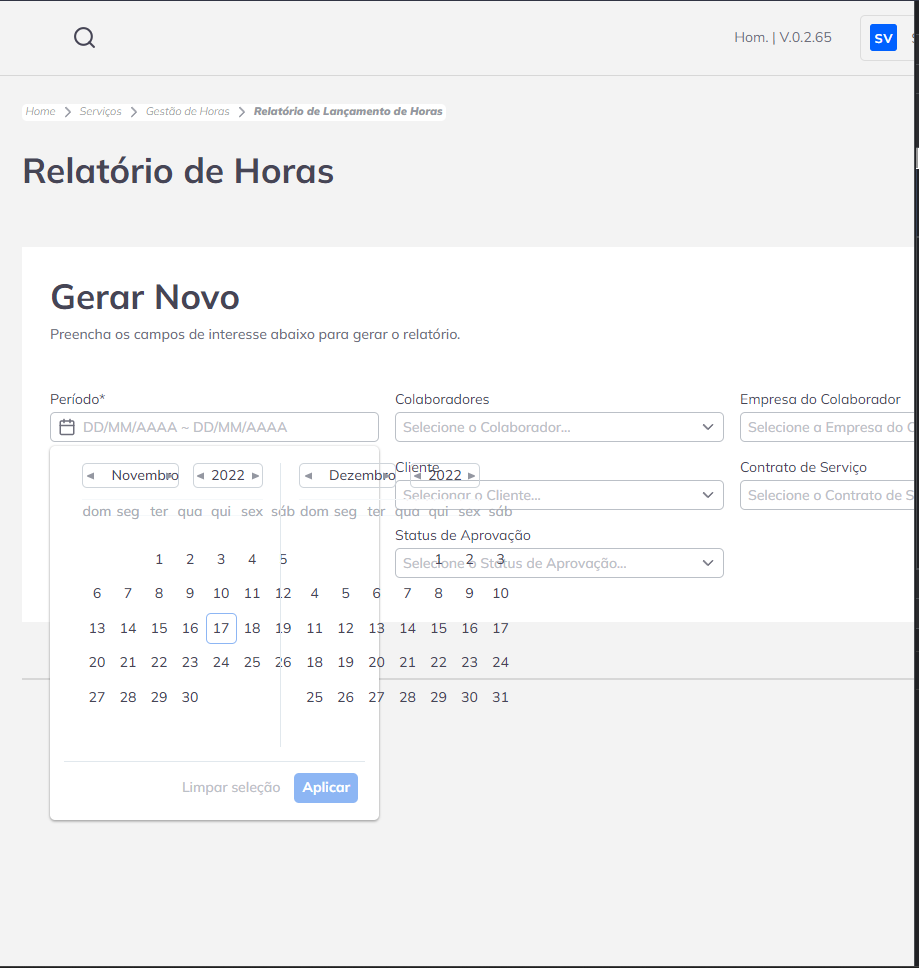 Hom. | V.0.2.65
SV
Home > Serviços > Gestão de Horas > Relatório de Lançamento de Horas
Relatório de Horas
Gerar Novo
Preencha os campos de interesse abaixo para gerar o relatório.
Período* Colaboradores Empresa do Colaborador
DD/MM/AAAA ~ DD/MM/AAAA Selecione o Colaborador... Selecione a Empresa do C
Cliente Contrato de Serviço
Novembro 2022 Dezembro 2022
Selecionar o Cliente... Selecione o Contrato de S
dom seg ter qua qui sex sáb dom seg ter qua qui sex sáb
Status de Aprovação
1 2 3 4 5 1 2 3
Selecione o Status de Aprovação...
6 7 8 9 10 11 12 4 5 6 7 8 9 10
13 14 15 16 17 18 19 11 12 13 14 15 16 17
20 21 22 23 24 25 26 18 19 20 21 22 23 24
27 28 29 30 25 26 27 28 29 30 31
Limpar seleção Aplicar